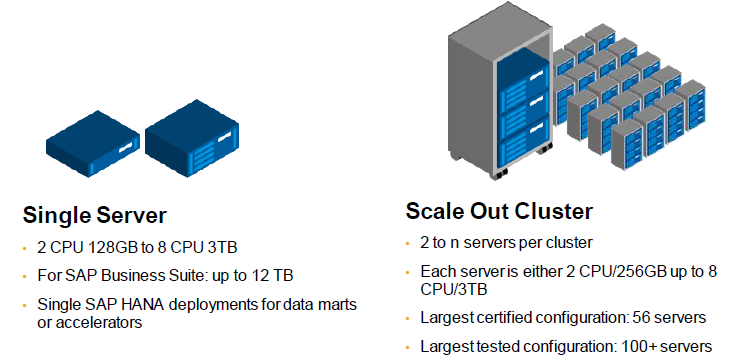 Single Server
• 2 CPU 128GB to 8 CPU 3TB
• For SAP Business Suite: up to 12 TB
• Single SAP HANA deployments for data marts
or accelerators
Scale Out Cluster
• 2 to n servers per cluster
• Each server is either 2 CPU/256GB up to 8
CPU/3TB
• Largest certified configuration: 56 servers
• Largest tested configuration: 100+ servers